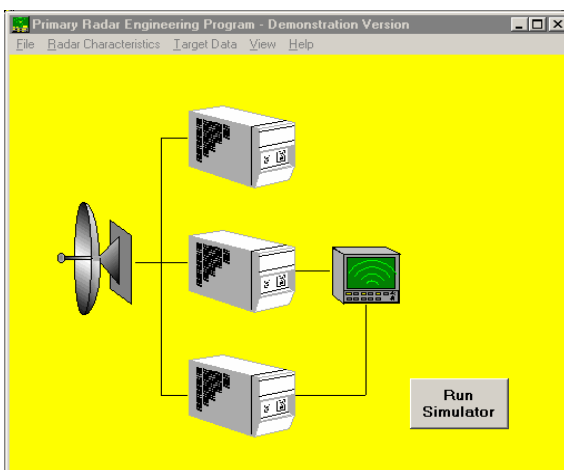 Primary Radar Engineering Program - Demonstration Version
File Radar Characteristics Target Data View Help
Run
Simulator